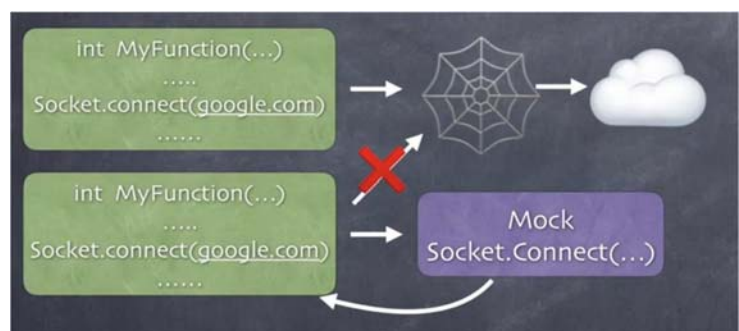 int MyFunction(...)
.....
Socket.connect(google.com)
......
int MyFunction(...)
.....
Socket.connect(google.com)
......
Mock
Socket.Connect(...)